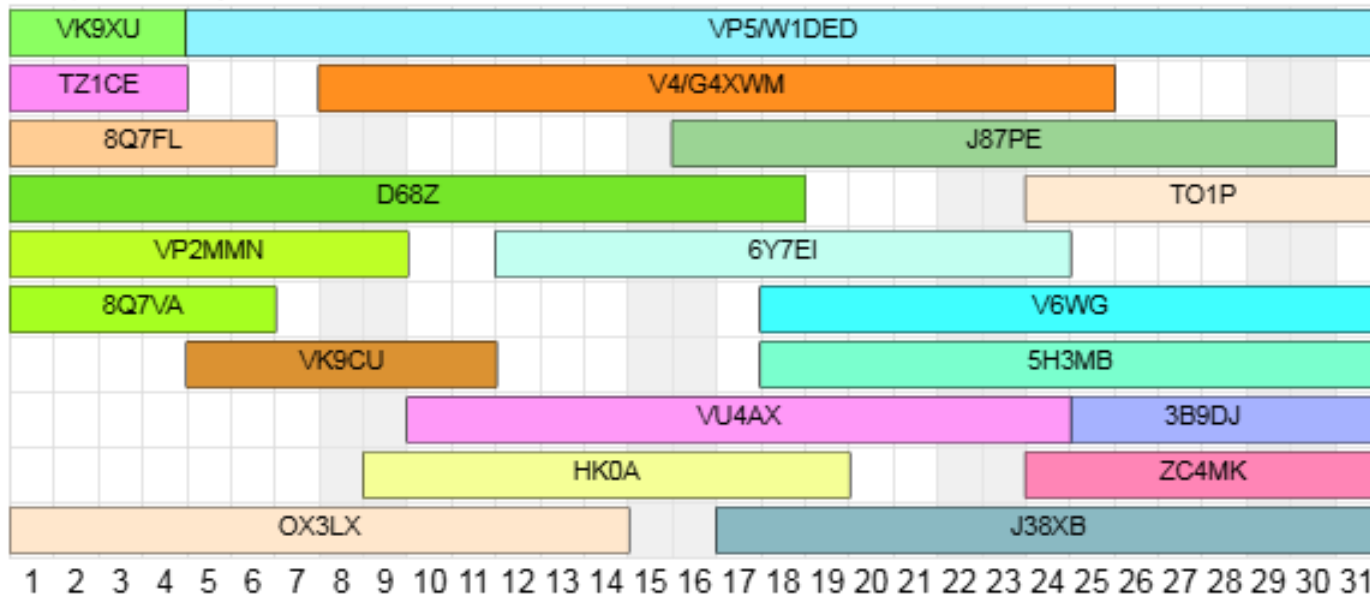 VK9XU VP5/W1DED
TZ1CE V4/G4XWM
8Q7FL J87PE
D68Z TO1P
VP2MMN 6Y7EI
8Q7VA V6WG
VK9CU 5H3MB
VU4AX 3B9DJ
HK0A ZC4MK
OX3LX J38XB
1 2 3 4 5 6 7 8 9 10 11 12 13 14 15 16 17 18 19 20 21 22 23 24 25 26 27 28 29 30 31